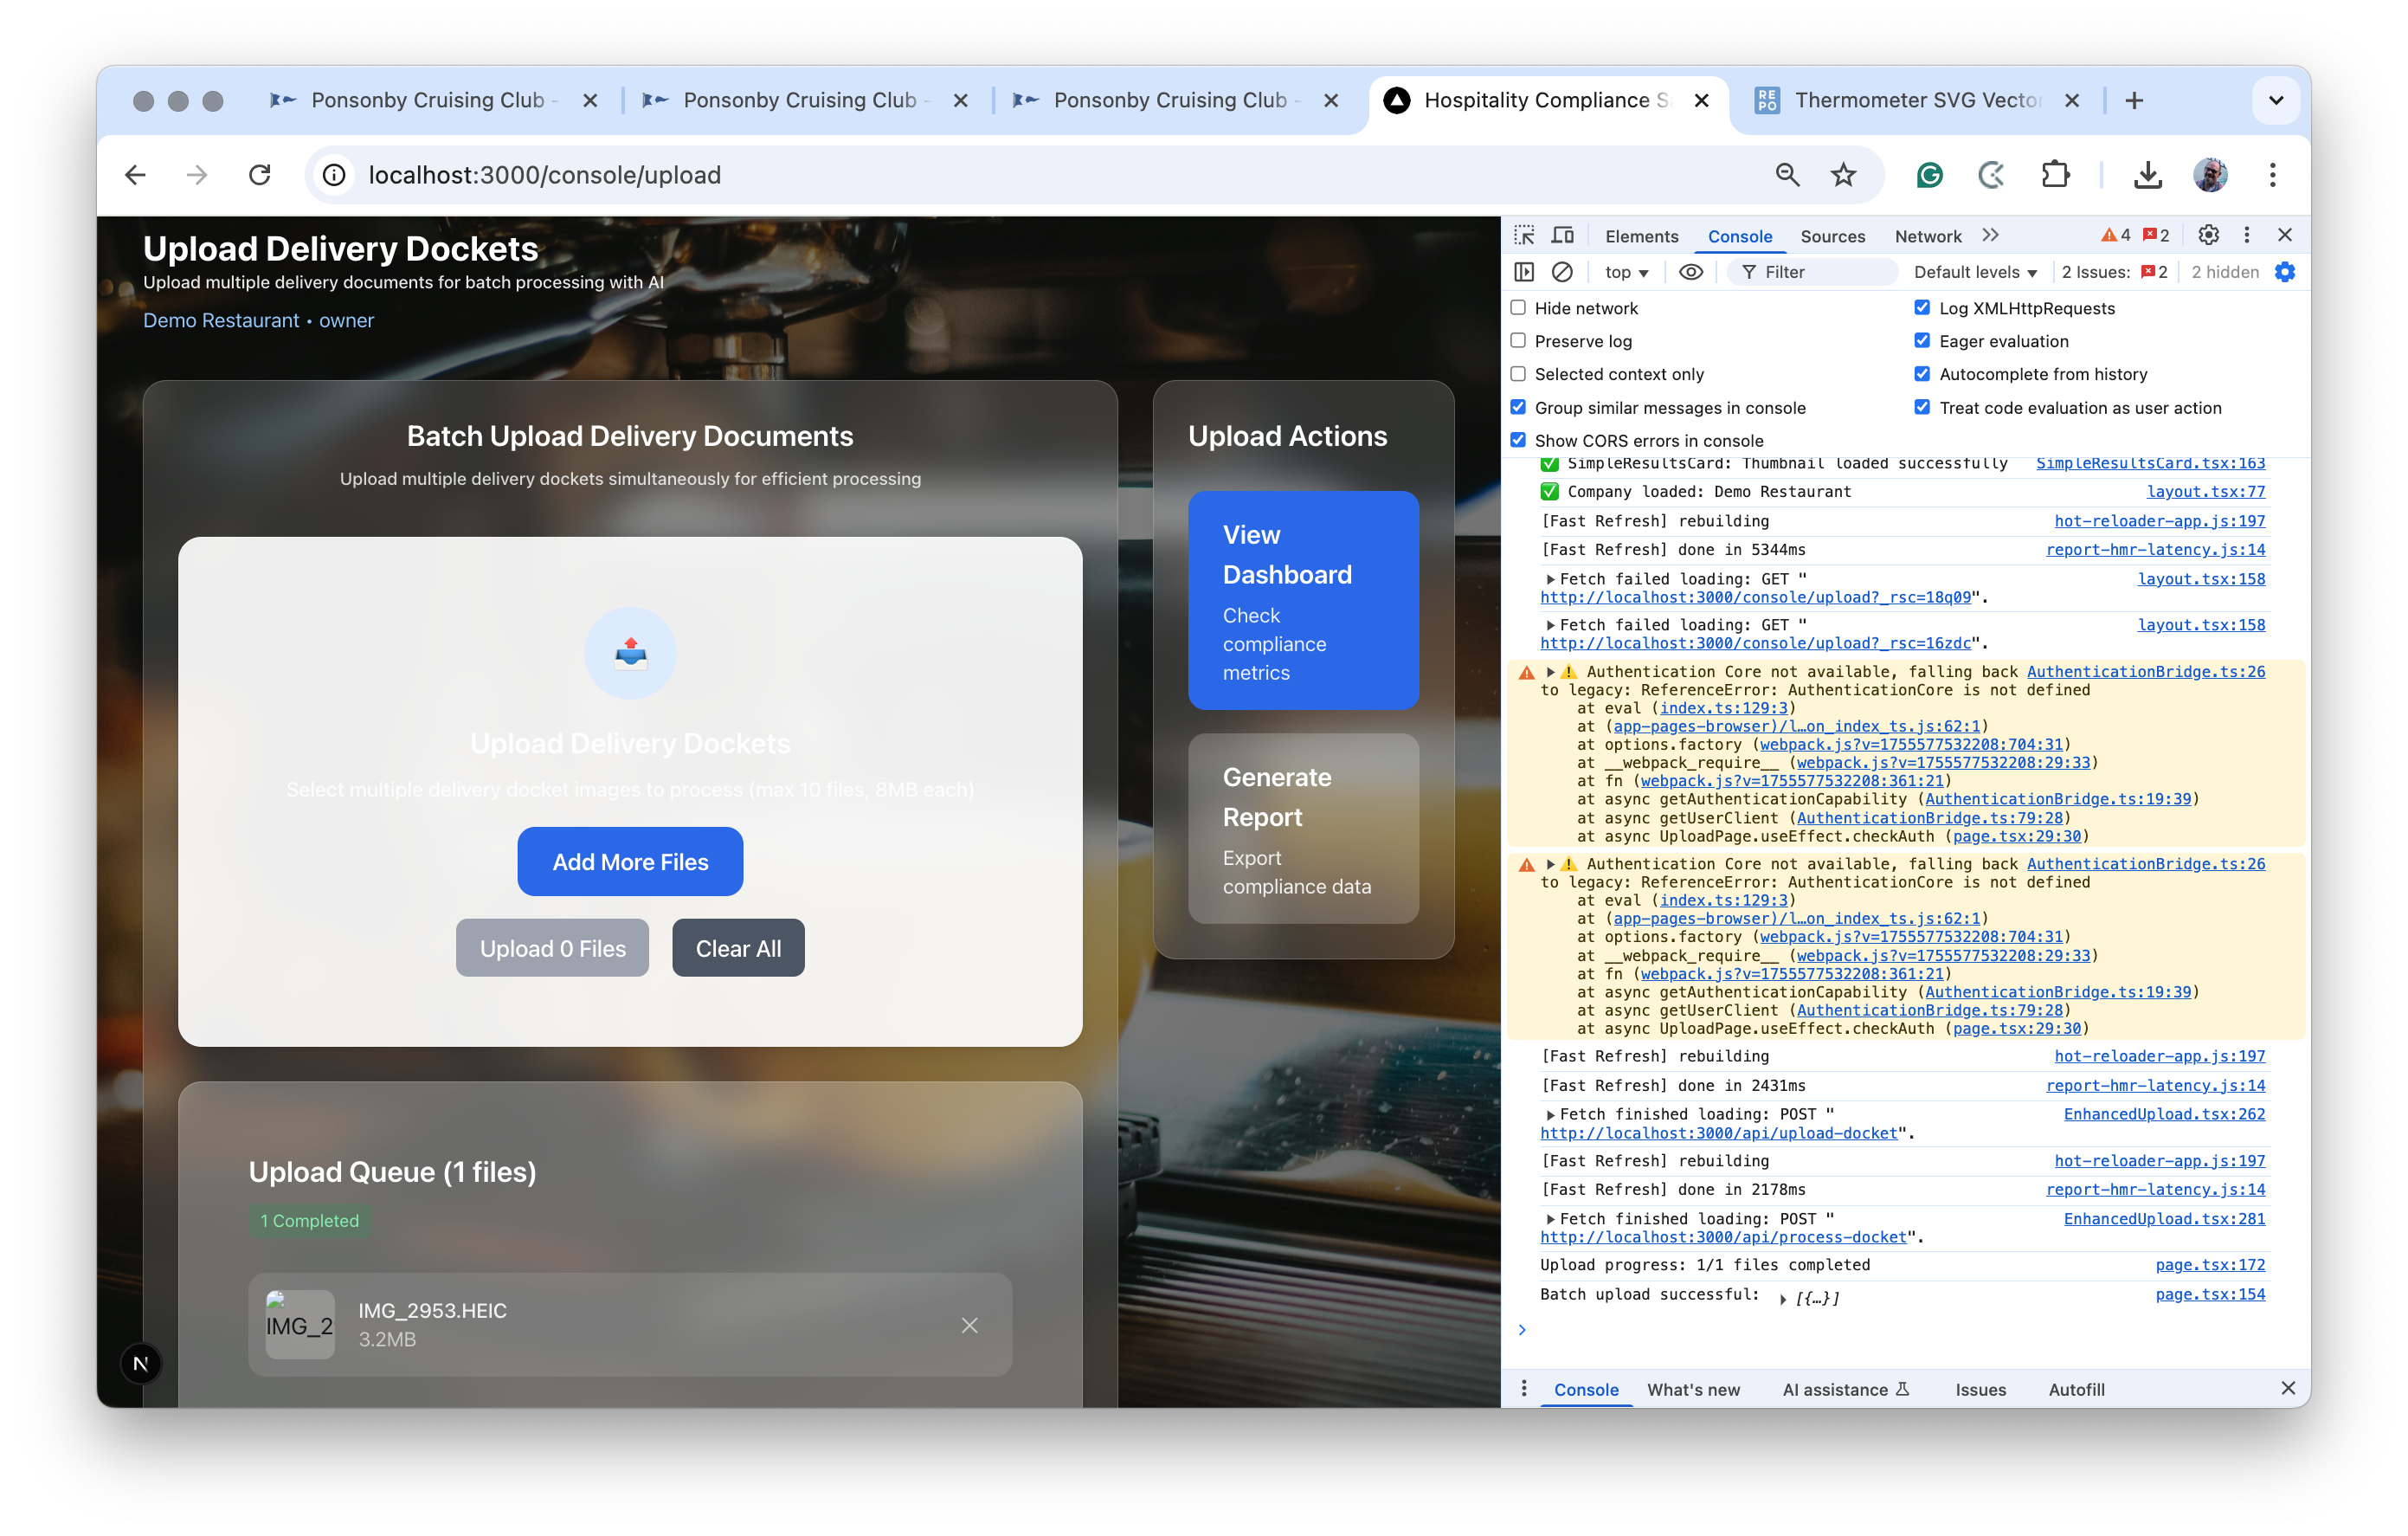 Ponsonby Cruising Club -
Ponsonby Cruising Club -
Ponsonby Cruising Club -
Hospitality Compliance S
REPO
Thermometer SVG Vector
localhost:3000/console/upload
Upload Delivery Dockets
Upload multiple delivery documents for batch processing with AI
Demo Restaurant • owner
Batch Upload Delivery Documents
Upload multiple delivery dockets simultaneously for efficient processing
Upload Delivery Dockets
Select multiple delivery docket images to process (max 10 files, 8MB each)
Add More Files
Upload 0 Files
Clear All
Upload Queue (1 files)
1 Completed
IMG_2
IMG_2953.HEIC
3.2MB
N
Upload Actions
View
Dashboard
Check
compliance
metrics
Generate
Report
Export
compliance data
Elements
Console
Sources
Network
4
2
top
Filter
Default levels
2 Issues:
2
2 hidden
Hide network
Log XMLHttpRequests
Preserve log
Eager evaluation
Selected context only
Autocomplete from history
Group similar messages in console
Treat code evaluation as user action
Show CORS errors in console
✅ SimpleResultsCard: Thumbnail loaded successfully SimpleResultsCard.tsx:163
✅ Company loaded: Demo Restaurant layout.tsx:77
[Fast Refresh] rebuilding hot-reloader-app.js:197
[Fast Refresh] done in 5344ms report-hmr-latency.js:14
Fetch failed loading: GET " layout.tsx:158
http://localhost:3000/console/upload?_rsc=18q09".
Fetch failed loading: GET " layout.tsx:158
http://localhost:3000/console/upload?_rsc=16zdc".
⚠️ Authentication Core not available, falling back AuthenticationBridge.ts:26
to legacy: ReferenceError: AuthenticationCore is not defined
at eval (index.ts:129:3)
at (app-pages-browser)/l…on_index_ts.js:62:1)
at options.factory (webpack.js?v=1755577532208:704:31)
at __webpack_require__ (webpack.js?v=1755577532208:29:33)
at fn (webpack.js?v=1755577532208:361:21)
at async getAuthenticationCapability (AuthenticationBridge.ts:19:39)
at async getUserClient (AuthenticationBridge.ts:79:28)
at async UploadPage.useEffect.checkAuth (page.tsx:29:30)
⚠️ Authentication Core not available, falling back AuthenticationBridge.ts:26
to legacy: ReferenceError: AuthenticationCore is not defined
at eval (index.ts:129:3)
at (app-pages-browser)/l…on_index_ts.js:62:1)
at options.factory (webpack.js?v=1755577532208:704:31)
at __webpack_require__ (webpack.js?v=1755577532208:29:33)
at fn (webpack.js?v=1755577532208:361:21)
at async getAuthenticationCapability (AuthenticationBridge.ts:19:39)
at async getUserClient (AuthenticationBridge.ts:79:28)
at async UploadPage.useEffect.checkAuth (page.tsx:29:30)
[Fast Refresh] rebuilding hot-reloader-app.js:197
[Fast Refresh] done in 2431ms report-hmr-latency.js:14
Fetch finished loading: POST " EnhancedUpload.tsx:262
http://localhost:3000/api/upload-docket".
[Fast Refresh] rebuilding hot-reloader-app.js:197
[Fast Refresh] done in 2178ms report-hmr-latency.js:14
Fetch finished loading: POST " EnhancedUpload.tsx:281
http://localhost:3000/api/process-docket".
Upload progress: 1/1 files completed page.tsx:172
Batch upload successful: [{…}] page.tsx:154
Console
What's new
AI assistance
Issues
Autofill